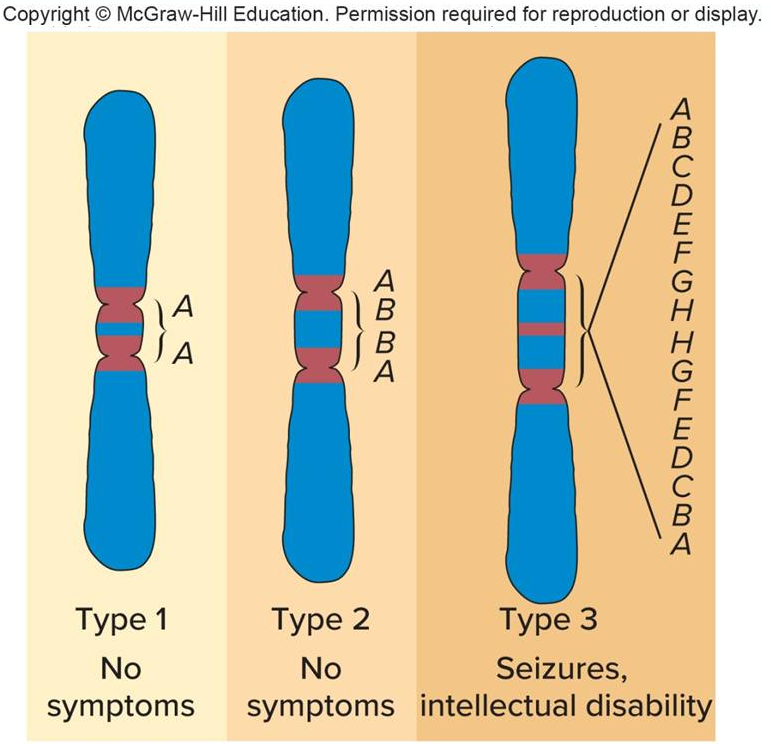 Copyright © McGraw-Hill Education. Permission required for reproduction or display.
A
A
Type 1
No
symptoms
A
B
B
A
Type 2
No
symptoms
A
B
C
D
E
F
G
H
H
G
F
E
D
C
B
A
Type 3
Seizures,
intellectual disability